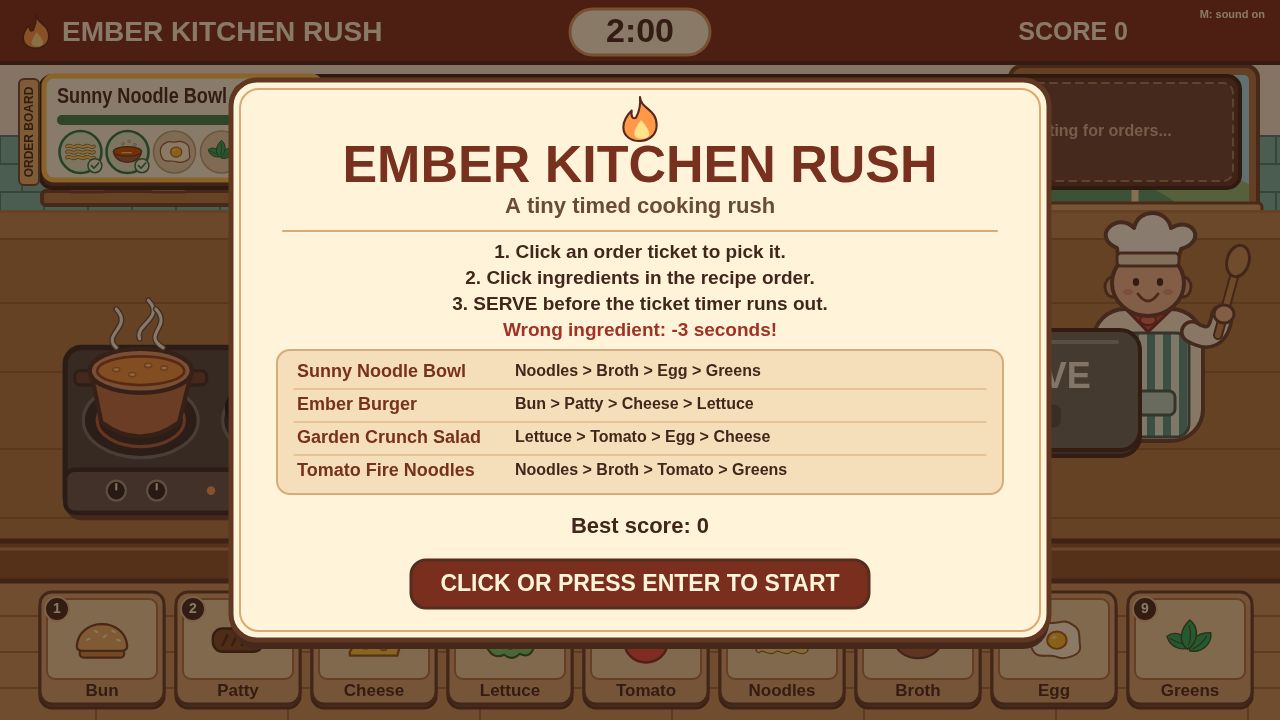 EMBER KITCHEN RUSH
2:00
SCORE 0
M: sound on
ORDER BOARD
Sunny Noodle Bowl
ting for orders...
EMBER KITCHEN RUSH
A tiny timed cooking rush
1. Click an order ticket to pick it.
2. Click ingredients in the recipe order.
3. SERVE before the ticket timer runs out.
Wrong ingredient: -3 seconds!
Sunny Noodle Bowl Noodles > Broth > Egg > Greens
Ember Burger Bun > Patty > Cheese > Lettuce
Garden Crunch Salad Lettuce > Tomato > Egg > Cheese
Tomato Fire Noodles Noodles > Broth > Tomato > Greens
VE
Best score: 0
CLICK OR PRESS ENTER TO START
1
2
9
Bun
Patty
Cheese
Lettuce
Tomato
Noodles
Broth
Egg
Greens